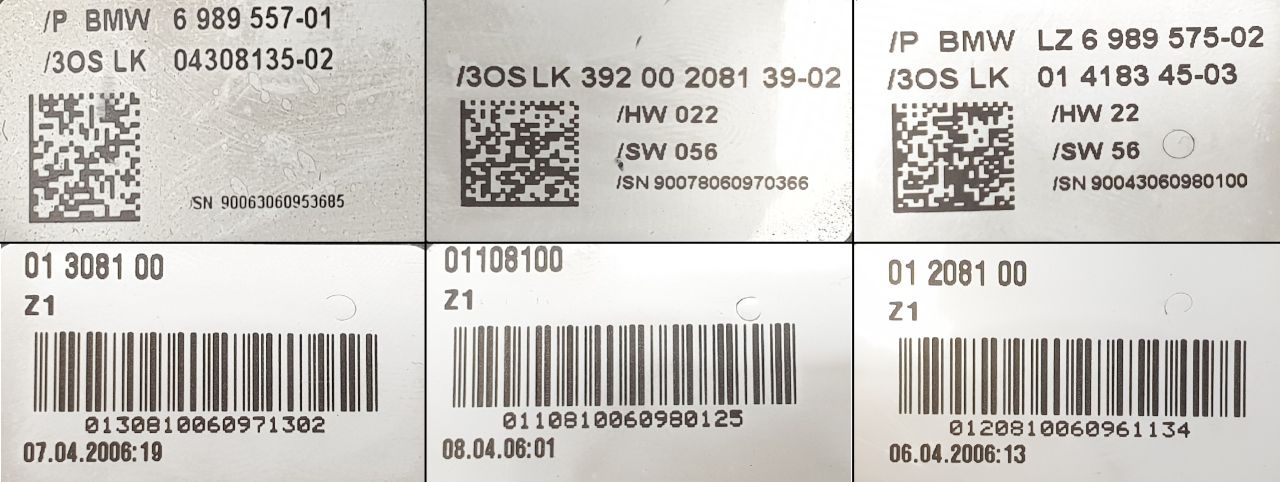 /P BMW 6 989 557-01
/3OS LK 04308135-02
/SN 90063060953685
/3OS LK 392 00 2081 39-02
/HW 022
/SW 056
/SN 90078060970366
/P BMW LZ 6 989 575-02
/3OS LK 01 4183 45-03
/HW 22
/SW 56
/SN 90043060980100
01 3081 00
Z1
0130810060971302
07.04.2006:19
01108100
Z1
0110810060980125
08.04.06:01
01 2081 00
Z1
0120810060961134
06.04.2006:13